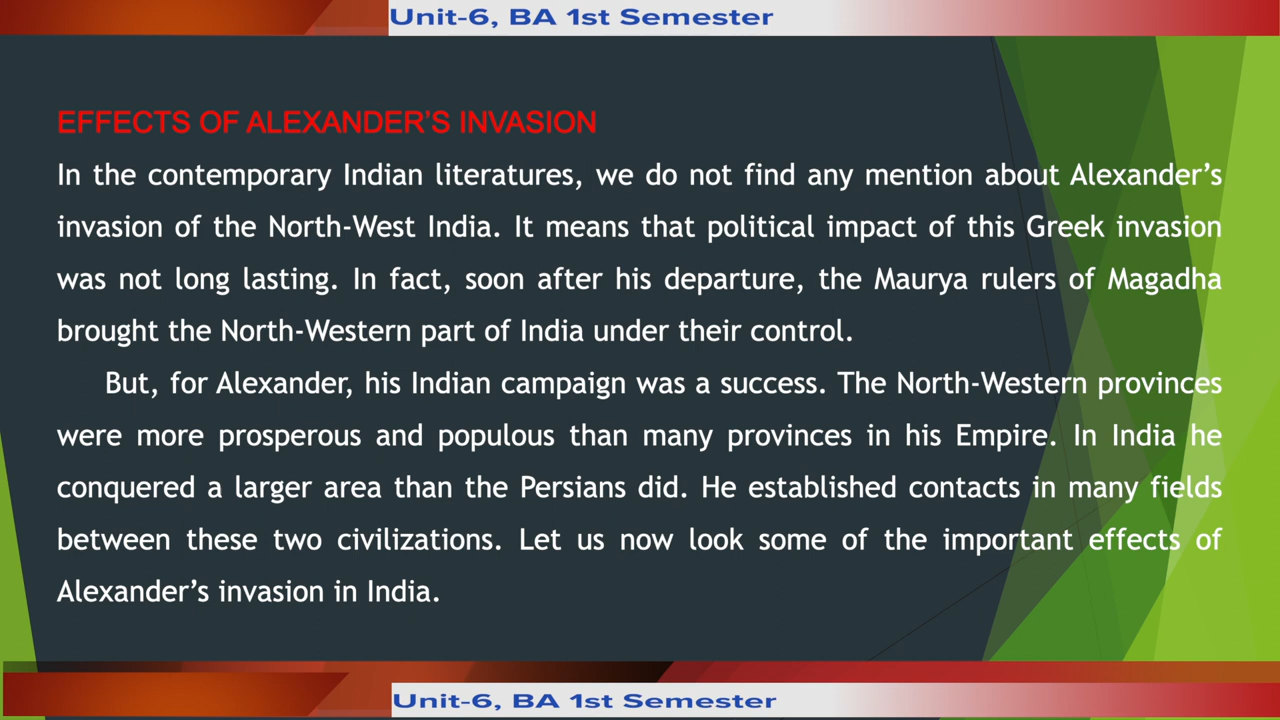 Unit-6, BA 1st Semester
EFFECTS OF ALEXANDER’S INVASION
In the contemporary Indian literatures, we do not find any mention about Alexander’s
invasion of the North-West India. It means that political impact of this Greek invasion
was not long lasting. In fact, soon after his departure, the Maurya rulers of Magadha
brought the North-Western part of India under their control.
But, for Alexander, his Indian campaign was a success. The North-Western provinces
were more prosperous and populous than many provinces in his Empire. In India he
conquered a larger area than the Persians did. He established contacts in many fields
between these two civilizations. Let us now look some of the important effects of
Alexander’s invasion in India.
Unit-6, BA 1st Semester